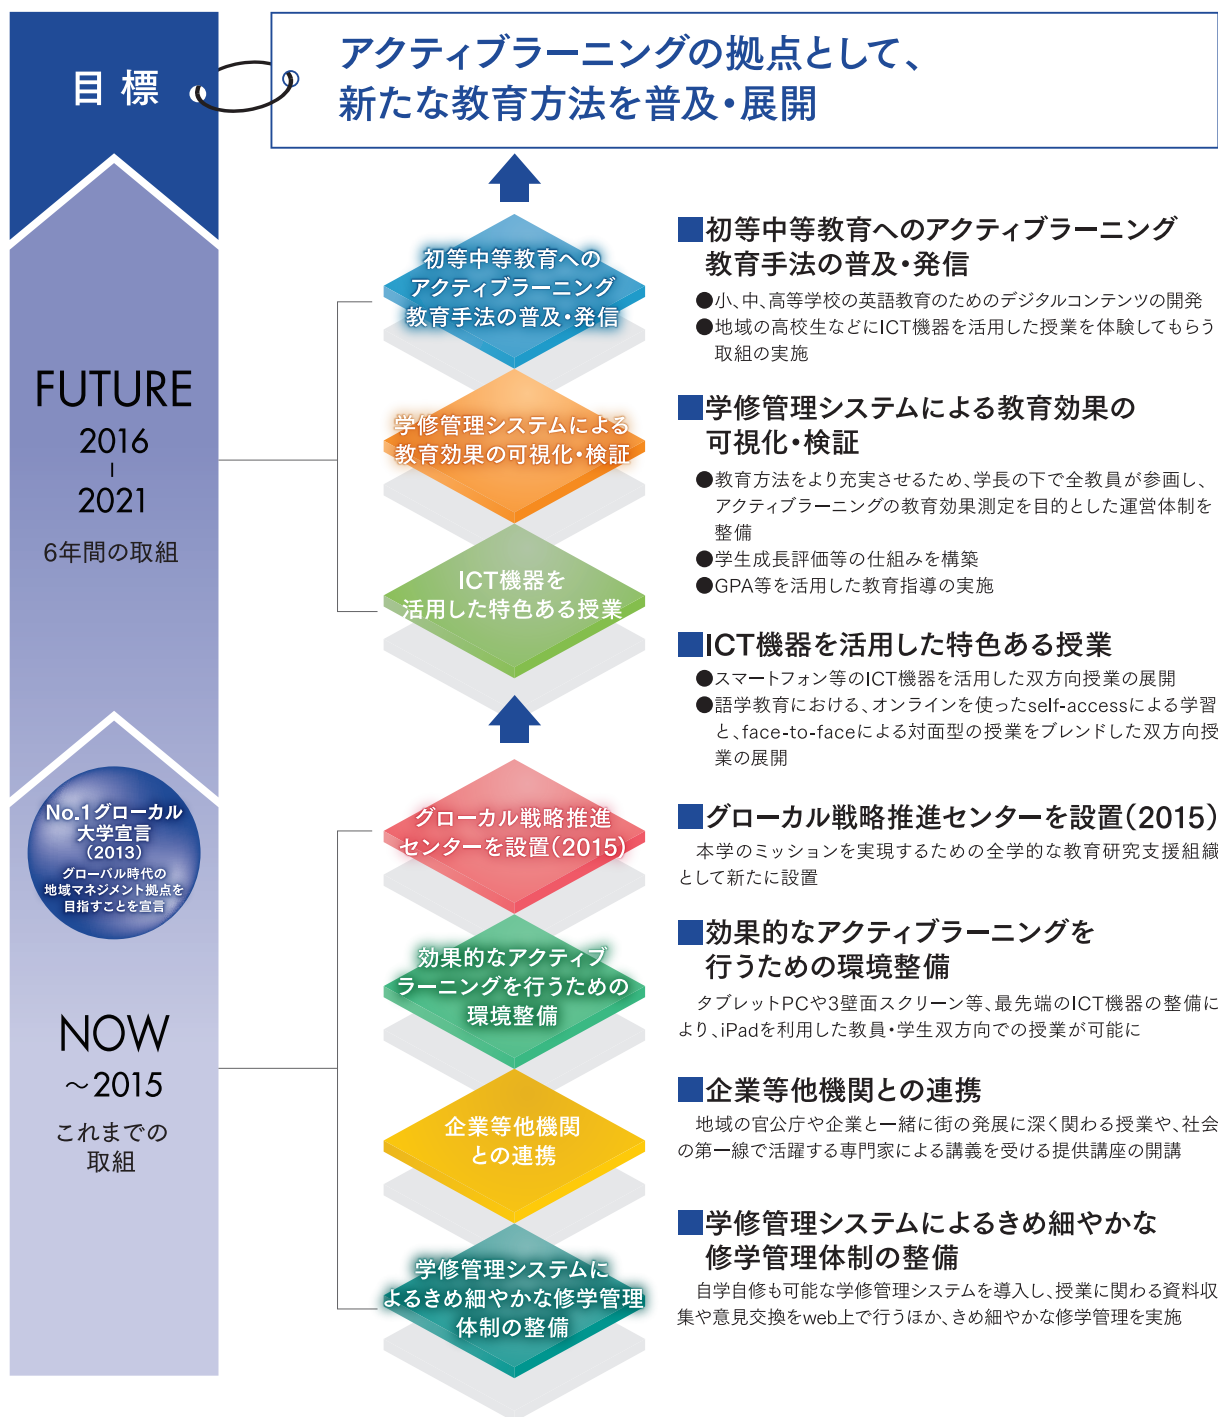 目標
アクティブラーニングの拠点として、
新たな教育方法を普及・展開
FUTURE
2016
-
2021
6年間の取組
初等中等教育への
アクティブラーニング
教育手法の普及・発信
学修管理システムによる
教育効果の可視化・検証
ICT機器を
活用した特色ある授業
■初等中等教育へのアクティブラーニング
教育手法の普及・発信
●小、中、高等学校の英語教育のためのデジタルコンテンツの開発
●地域の高校生などにICT機器を活用した授業を体験してもらう
取組の実施
■学修管理システムによる教育効果の
可視化・検証
●教育方法をより充実させるため、学長の下で全教員が参画し、
アクティブラーニングの教育効果測定を目的とした運営体制を
整備
●学生成長評価等の仕組みを構築
●GPA等を活用した教育指導の実施
■ICT機器を活用した特色ある授業
●スマートフォン等のICT機器を活用した双方向授業の展開
●語学教育における、オンラインを使ったself-accessによる学習
と、face-to-faceによる対面型の授業をブレンドした双方向授
業の展開
No.1グローカル
大学宣言
(2013)
グローバル時代の
地域マネジメント拠点を
目指すことを宣言
NOW
～2015
これまでの
取組
グローカル戦略推進
センターを設置(2015)
効果的なアクティブ
ラーニングを行うための
環境整備
企業等他機関
との連携
学修管理システムに
よるきめ細やかな修学管理
体制の整備
■グローカル戦略推進センターを設置(2015)
本学のミッションを実現するための全学的な教育研究支援組織
として新たに設置
■効果的なアクティブラーニングを
行うための環境整備
タブレットPCや3壁面スクリーン等、最先端のICT機器の整備に
より、iPadを利用した教員・学生双方向での授業が可能に
■企業等他機関との連携
地域の官公庁や企業と一緒に街の発展に深く関わる授業や、社会
の第一線で活躍する専門家による講義を受ける提供講座の開講
■学修管理システムによるきめ細やかな
修学管理体制の整備
自学自修も可能な学修管理システムを導入し、授業に関わる資料収
集や意見交換をweb上で行うほか、きめ細やかな修学管理を実施